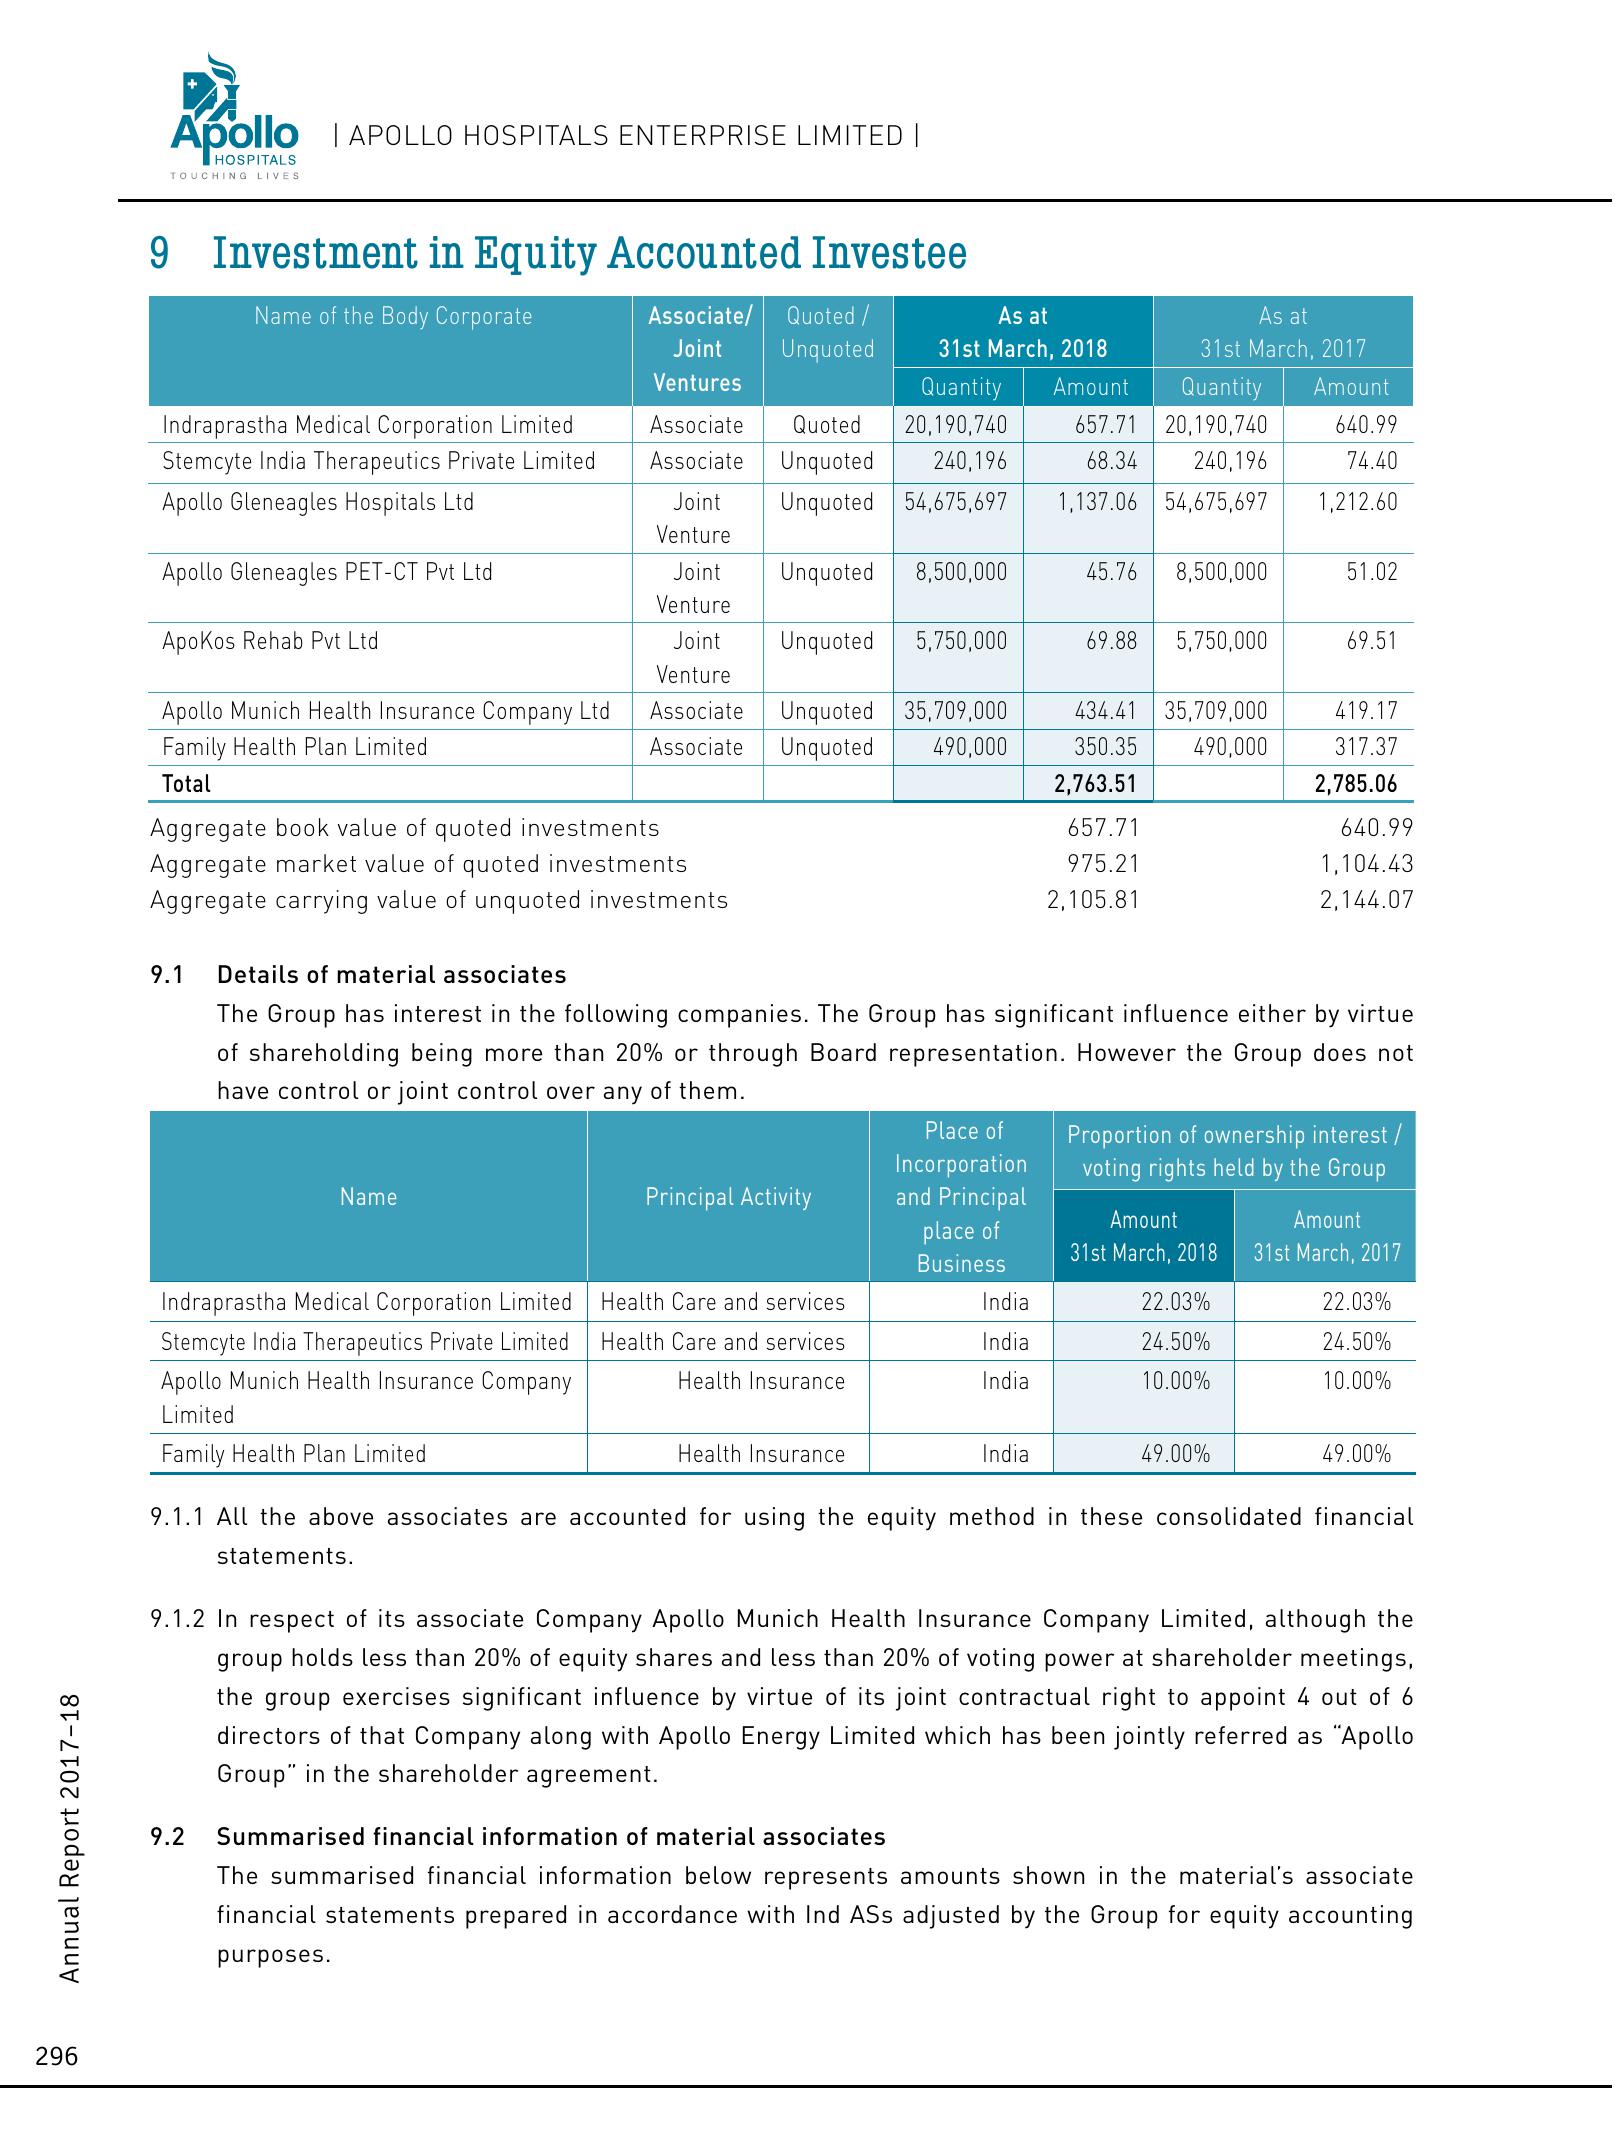 Apollo
HOSPITALS
TOUCHING LIVES
| APOLLO HOSPITALS ENTERPRISE LIMITED |
9 Investment in Equity Accounted Investee
Name of the Body Corporate Associate/ Joint Ventures Quoted / Unquoted As at 31st March, 2018 As at 31st March, 2017
Quantity Amount Quantity Amount
Indraprastha Medical Corporation Limited Associate Quoted 20,190,740 657.71 20,190,740 640.99
Stemcyte India Therapeutics Private Limited Associate Unquoted 240,196 68.34 240,196 74.40
Apollo Gleneagles Hospitals Ltd Joint Venture Unquoted 54,675,697 1,137.06 54,675,697 1,212.60
Apollo Gleneagles PET-CT Pvt Ltd Joint Venture Unquoted 8,500,000 45.76 8,500,000 51.02
ApoKos Rehab Pvt Ltd Joint Venture Unquoted 5,750,000 69.88 5,750,000 69.51
Apollo Munich Health Insurance Company Ltd Associate Unquoted 35,709,000 434.41 35,709,000 419.17
Family Health Plan Limited Associate Unquoted 490,000 350.35 490,000 317.37
Total 2,763.51 2,785.06
Aggregate book value of quoted investments 657.71 640.99
Aggregate market value of quoted investments 975.21 1,104.43
Aggregate carrying value of unquoted investments 2,105.81 2,144.07
9.1 Details of material associates
The Group has interest in the following companies. The Group has significant influence either by virtue
of shareholding being more than 20% or through Board representation. However the Group does not
have control or joint control over any of them.
Name Principal Activity Place of Incorporation and Principal place of Business Proportion of ownership interest / voting rights held by the Group
Amount 31st March, 2018 Amount 31st March, 2017
Indraprastha Medical Corporation Limited Health Care and services India 22.03% 22.03%
Stemcyte India Therapeutics Private Limited Health Care and services India 24.50% 24.50%
Apollo Munich Health Insurance Company Limited Health Insurance India 10.00% 10.00%
Family Health Plan Limited Health Insurance India 49.00% 49.00%
9.1.1 All the above associates are accounted for using the equity method in these consolidated financial
statements.
9.1.2 In respect of its associate Company Apollo Munich Health Insurance Company Limited, although the
group holds less than 20% of equity shares and less than 20% of voting power at shareholder meetings,
the group exercises significant influence by virtue of its joint contractual right to appoint 4 out of 6
directors of that Company along with Apollo Energy Limited which has been jointly referred as “Apollo
Group” in the shareholder agreement.
9.2 Summarised financial information of material associates
The summarised financial information below represents amounts shown in the material’s associate
financial statements prepared in accordance with Ind ASs adjusted by the Group for equity accounting
purposes.
Annual Report 2017–18
296